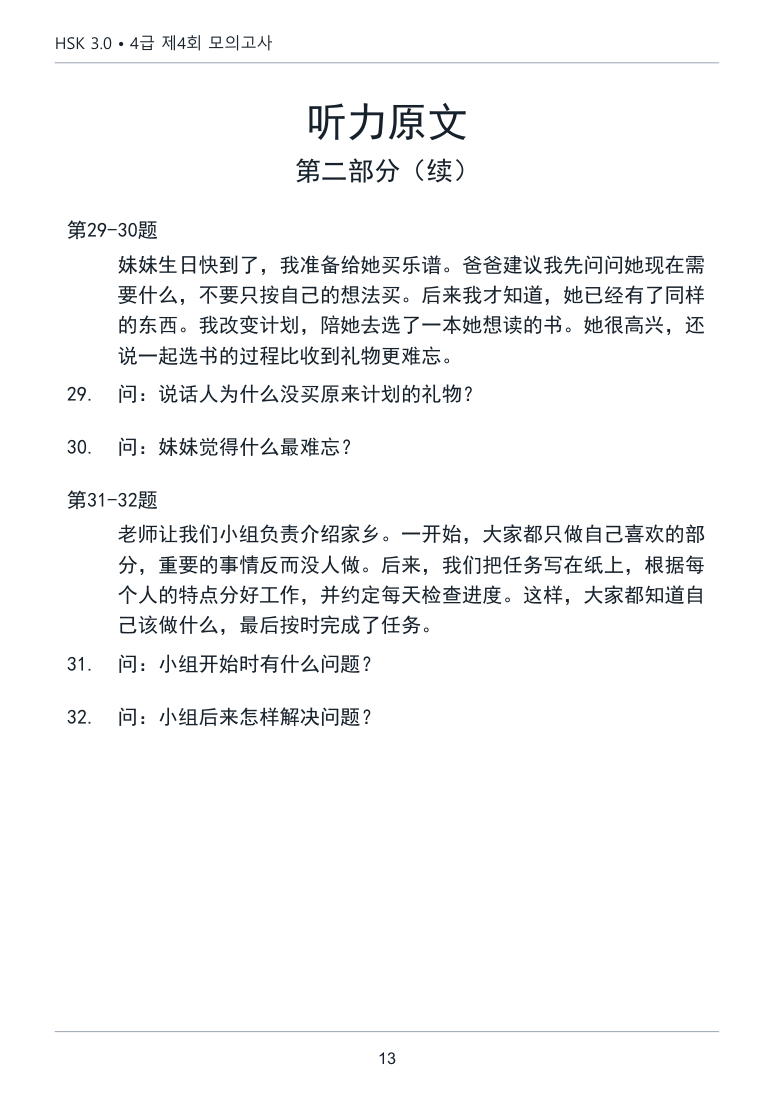 HSK 3.0 • 4급 제4회 모의고사
听力原文
第二部分（续）
第29-30题
妹妹生日快到了，我准备给她买乐谱。爸爸建议我先问问她现在需
要什么，不要只按自己的想法买。后来我才知道，她已经有了同样
的东西。我改变计划，陪她去选了一本她想读的书。她很高兴，还
说一起选书的过程比收到礼物更难忘。
29. 问：说话人为什么没买原来计划的礼物？
30. 问：妹妹觉得什么最难忘？
第31-32题
老师让我们小组负责介绍家乡。一开始，大家都只做自己喜欢的部
分，重要的事情反而没人做。后来，我们把任务写在纸上，根据每
个人的特点分好工作，并约定每天检查进度。这样，大家都知道自
己该做什么，最后按时完成了任务。
31. 问：小组开始时有什么问题？
32. 问：小组后来怎样解决问题？
13